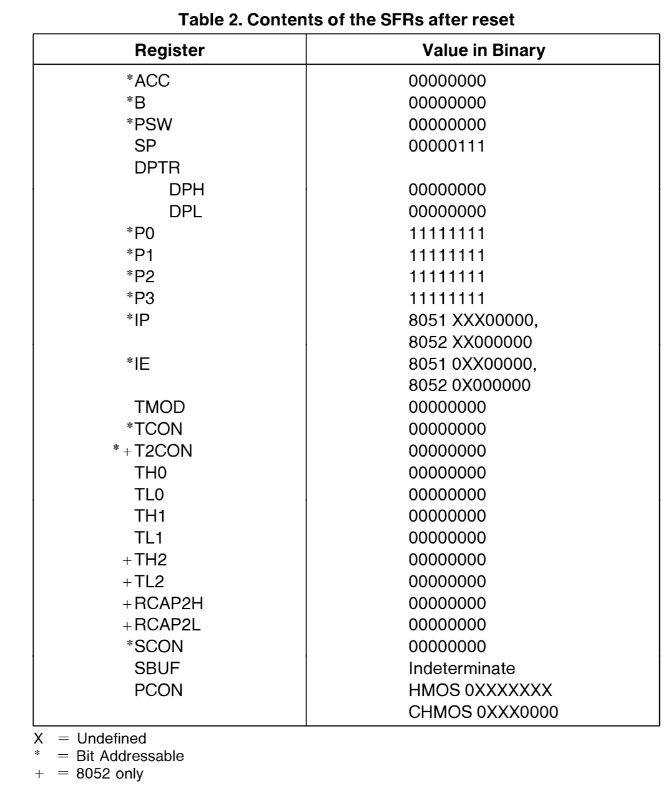 Table 2. Contents of the SFRs after reset
Register Value in Binary
*ACC 00000000
*B 00000000
*PSW 00000000
SP 00000111
DPTR
DPH 00000000
DPL 00000000
*P0 11111111
*P1 11111111
*P2 11111111
*P3 11111111
*IP 8051 XXX00000,
8052 XX000000
*IE 8051 0XX00000,
8052 0X000000
TMOD 00000000
*TCON 00000000
*+T2CON 00000000
TH0 00000000
TL0 00000000
TH1 00000000
TL1 00000000
+TH2 00000000
+TL2 00000000
+RCAP2H 00000000
+RCAP2L 00000000
*SCON 00000000
SBUF Indeterminate
PCON HMOS 0XXXXXXX
CHMOS 0XXX0000
X = Undefined
* = Bit Addressable
+ = 8052 only